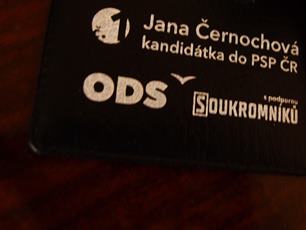 1
Jana Černochová
kandidátka do PSP ČR
ODS
s podporou
SOUKROMNÍKŮ